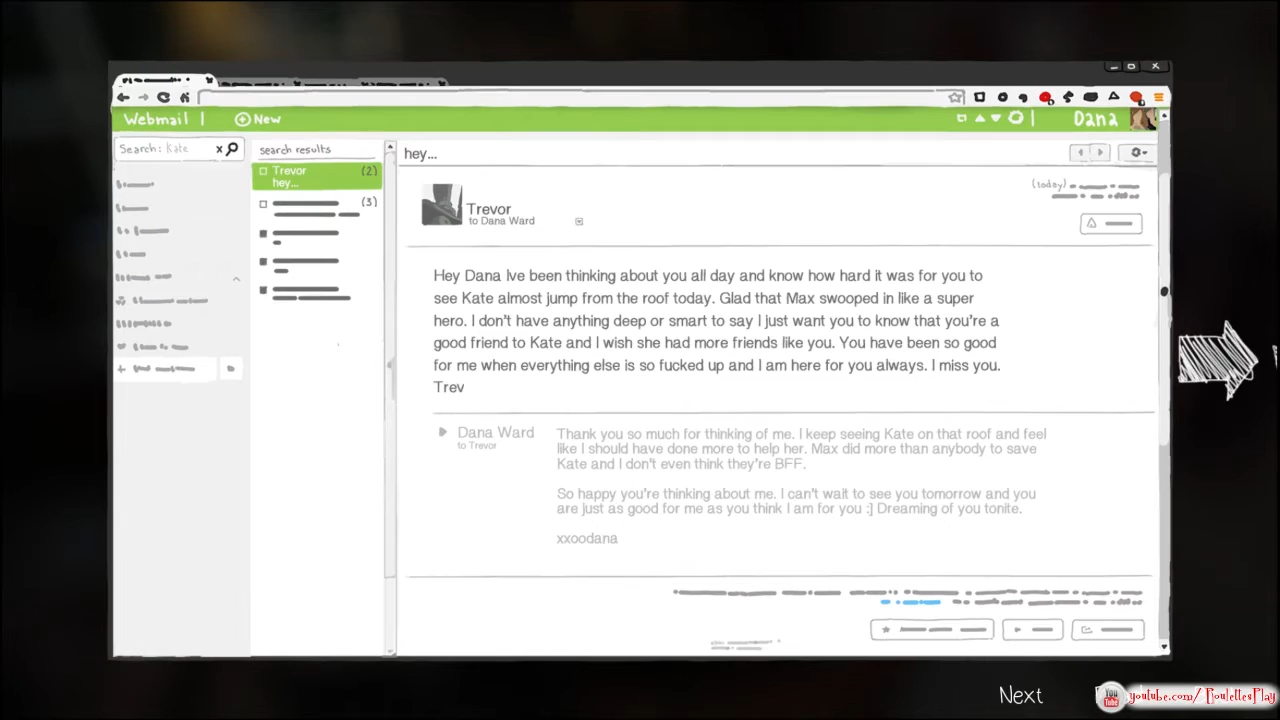 Webmail | New Dana
Search: Kate x
search results
hey...
Trevor (2)
hey...
(3)
(today)
Trevor
to Dana Ward
Hey Dana Ive been thinking about you all day and know how hard it was for you to
see Kate almost jump from the roof today. Glad that Max swooped in like a super
hero. I don't have anything deep or smart to say I just want you to know that you're a
good friend to Kate and I wish she had more friends like you. You have been so good
for me when everything else is so fucked up and I am here for you always. I miss you.
Trev
Dana Ward
to Trevor
Thank you so much for thinking of me. I keep seeing Kate on that roof and feel
like I should have done more to help her. Max did more than anybody to save
Kate and I don't even think they're BFF.
So happy you're thinking about me. I can't wait to see you tomorrow and you
are just as good for me as you think I am for you :] Dreaming of you tonite.
xxoodana
Next
You Tube youtube.com/ RoulettesPlay